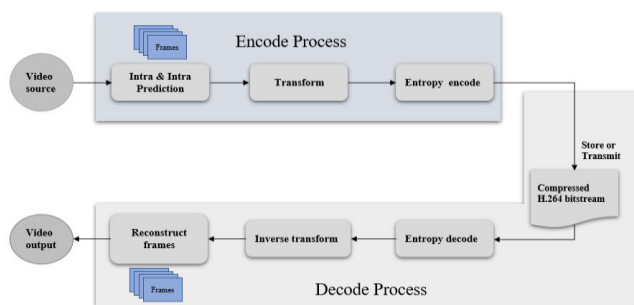 Encode Process
Frames
Video
source
Intra & Intra
Prediction
Transform
Entropy encode
Store or
Transmit
Compressed
H.264 bitstream
Video
output
Reconstruct
frames
Inverse transform
Entropy decode
Frames
Decode Process